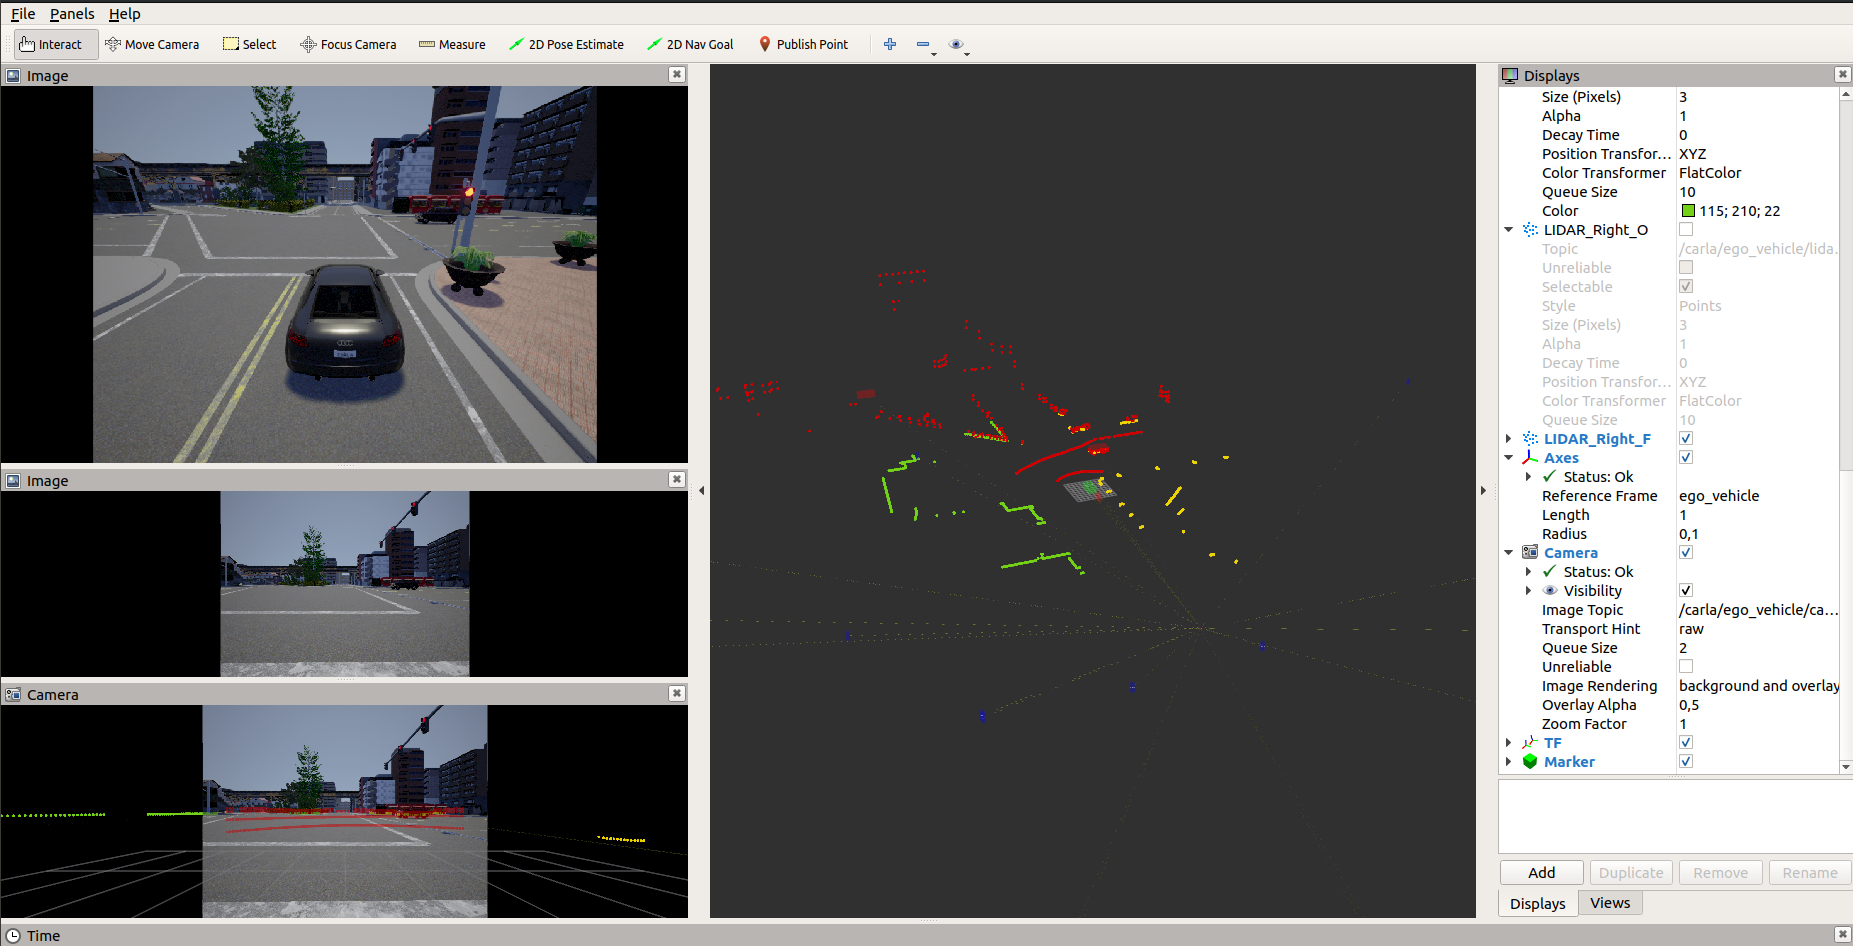 File Panels Help
Interact Move Camera Select Focus Camera Measure 2D Pose Estimate 2D Nav Goal Publish Point
Image
Image
Camera
Displays
Size (Pixels) 3
Alpha 1
Decay Time 0
Position Transfor... XYZ
Color Transformer FlatColor
Queue Size 10
Color 115; 210; 22
LIDAR_Right_O
Topic /carla/ego_vehicle/lida...
Unreliable
Selectable
Style Points
Size (Pixels) 3
Alpha 1
Decay Time 0
Position Transfor... XYZ
Color Transformer FlatColor
Queue Size 10
LIDAR_Right_F
Axes
Status: Ok
Reference Frame ego_vehicle
Length 1
Radius 0,1
Camera
Status: Ok
Visibility
Image Topic /carla/ego_vehicle/ca...
Transport Hint raw
Queue Size 2
Unreliable
Image Rendering background and overlay
Overlay Alpha 0,5
Zoom Factor 1
TF
Marker
Add Duplicate Remove Rename
Displays Views
Time